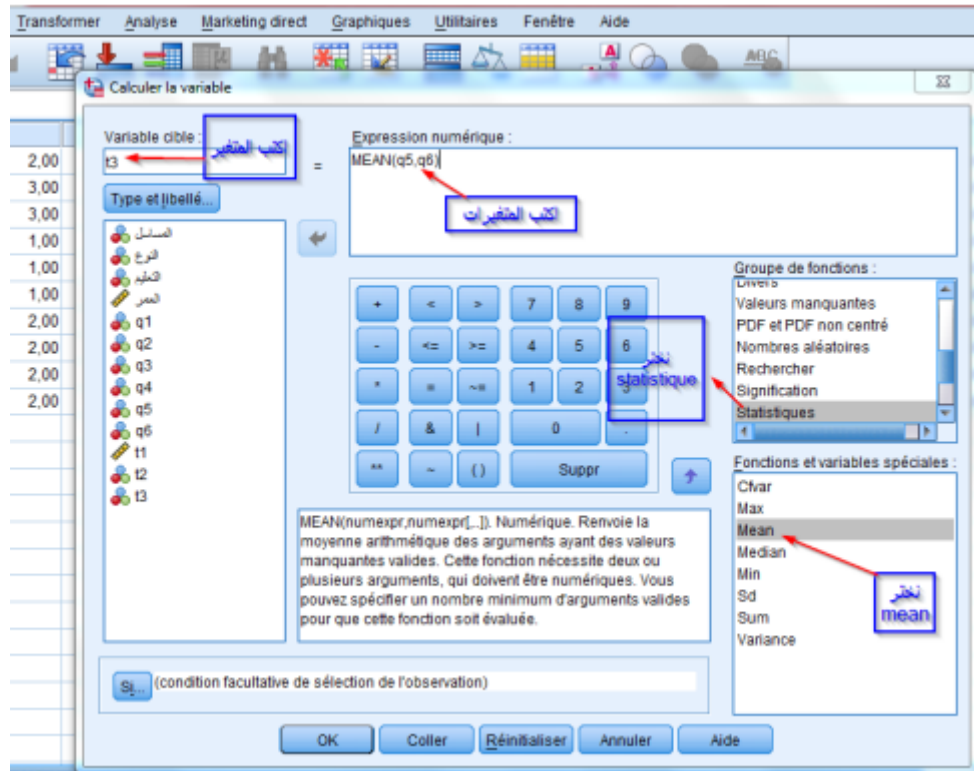 Transformer Analyse Marketing direct Graphiques Utilitaires Fenêtre Aide
Calculer la variable
Variable cible :
اكتب المتغير
t3
=
Expression numérique :
MEAN(q5,q6)
اكتب المتغيرات
Type et libellé...
2,00
3,00
3,00
1,00
1,00
1,00
2,00
2,00
2,00
2,00
المسلسل
النوع
التعليم
العمر
q1
q2
q3
q4
q5
q6
t1
t2
t3
+ < > 7 8 9
- <= >= 4 5 6
* = ~= 1 2 3
/ & | 0 .
** ~ ( ) Suppr
نختر
statistique
Groupe de fonctions :
Divers
Valeurs manquantes
PDF et PDF non centré
Nombres aléatoires
Rechercher
Signification
Statistiques
Fonctions et variables spéciales :
Cfvar
Max
Mean
Median
Min
Sd
Sum
Variance
نختر
mean
MEAN(numexpr,numexpr[,..]). Numérique. Renvoie la
moyenne arithmétique des arguments ayant des valeurs
manquantes valides. Cette fonction nécessite deux ou
plusieurs arguments, qui doivent être numériques. Vous
pouvez spécifier un nombre minimum d'arguments valides
pour que cette fonction soit évaluée.
Si... (condition facultative de sélection de l'observation)
OK Coller Réinitialiser Annuler Aide